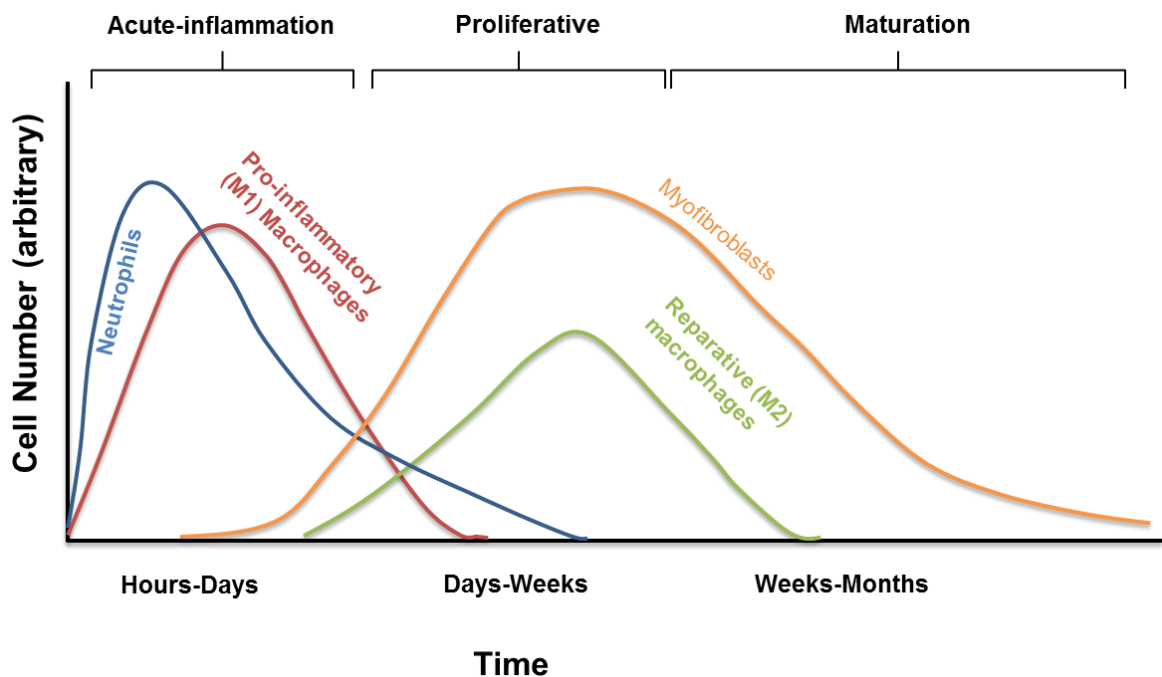 Acute-inflammation
Proliferative
Maturation
Cell Number (arbitrary)
Neutrophils
Pro-inflammatory
(M1) Macrophages
Myofibroblasts
Reparative (M2)
macrophages
Hours-Days
Days-Weeks
Weeks-Months
Time